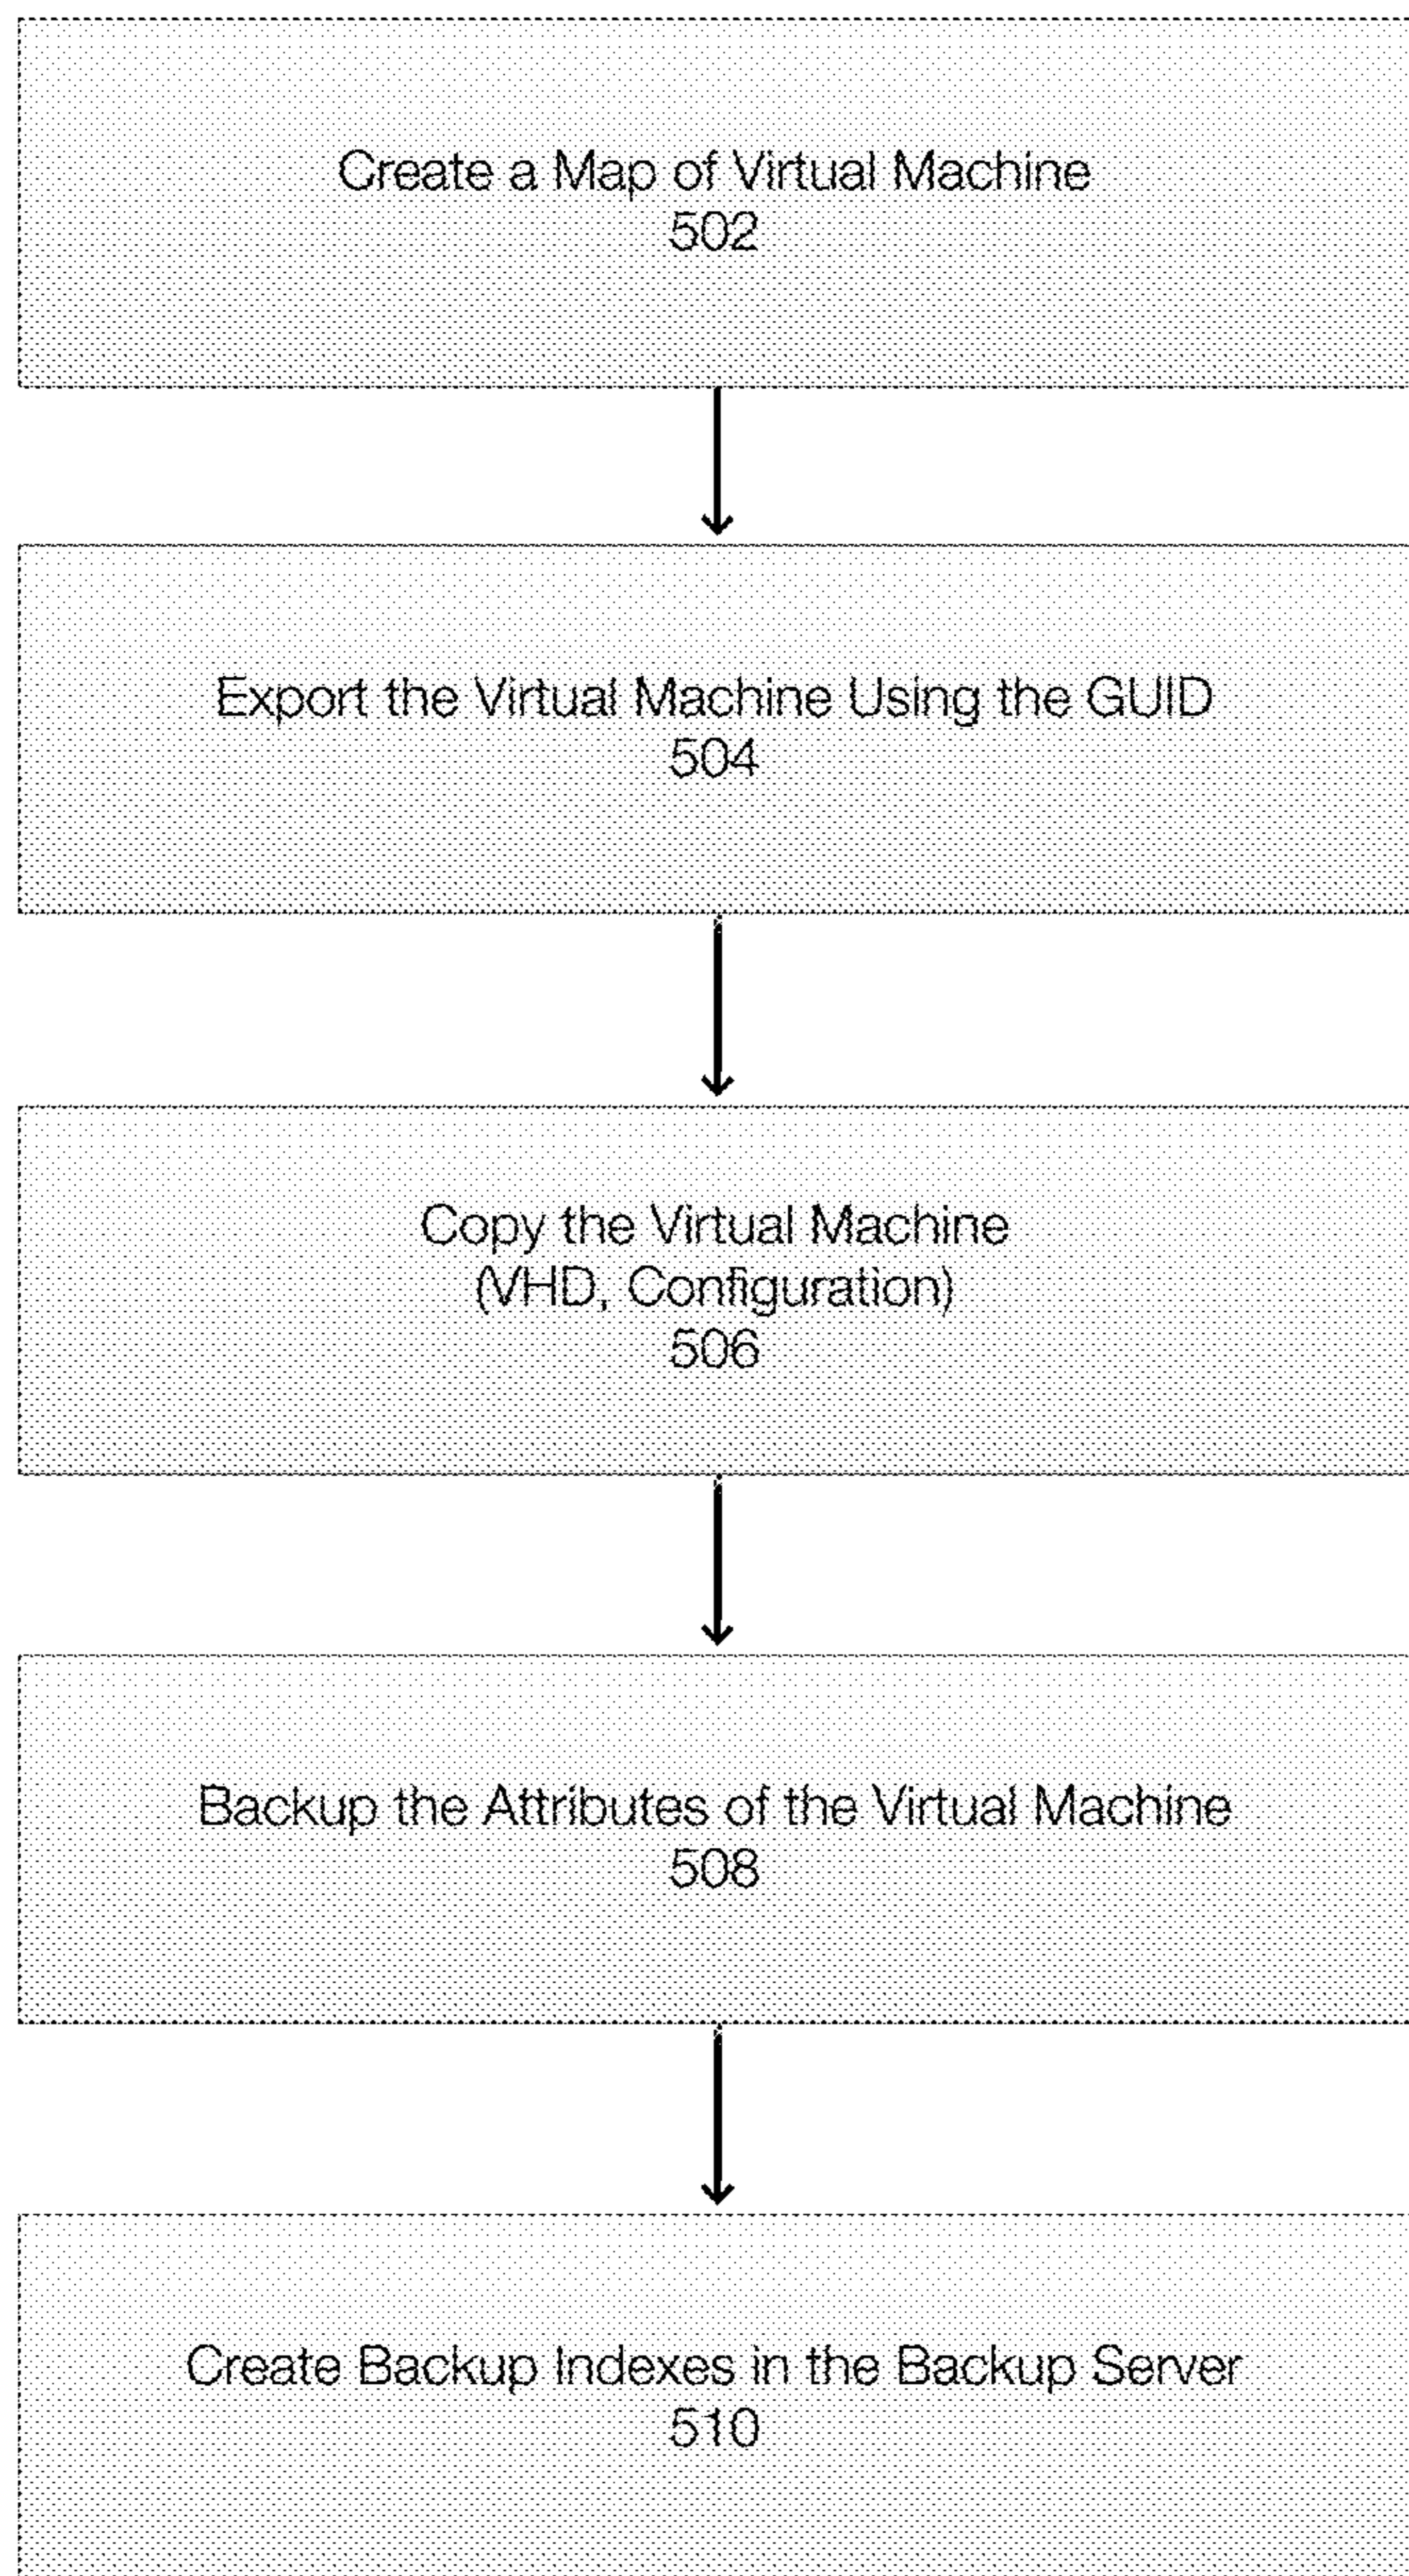 Create a Map of Virtual Machine
502
Export the Virtual Machine Using the GUID
504
Copy the Virtual Machine
(VHD, Configuration)
506
Backup the Attributes of the Virtual Machine
508
Create Backup Indexes in the Backup Server
510